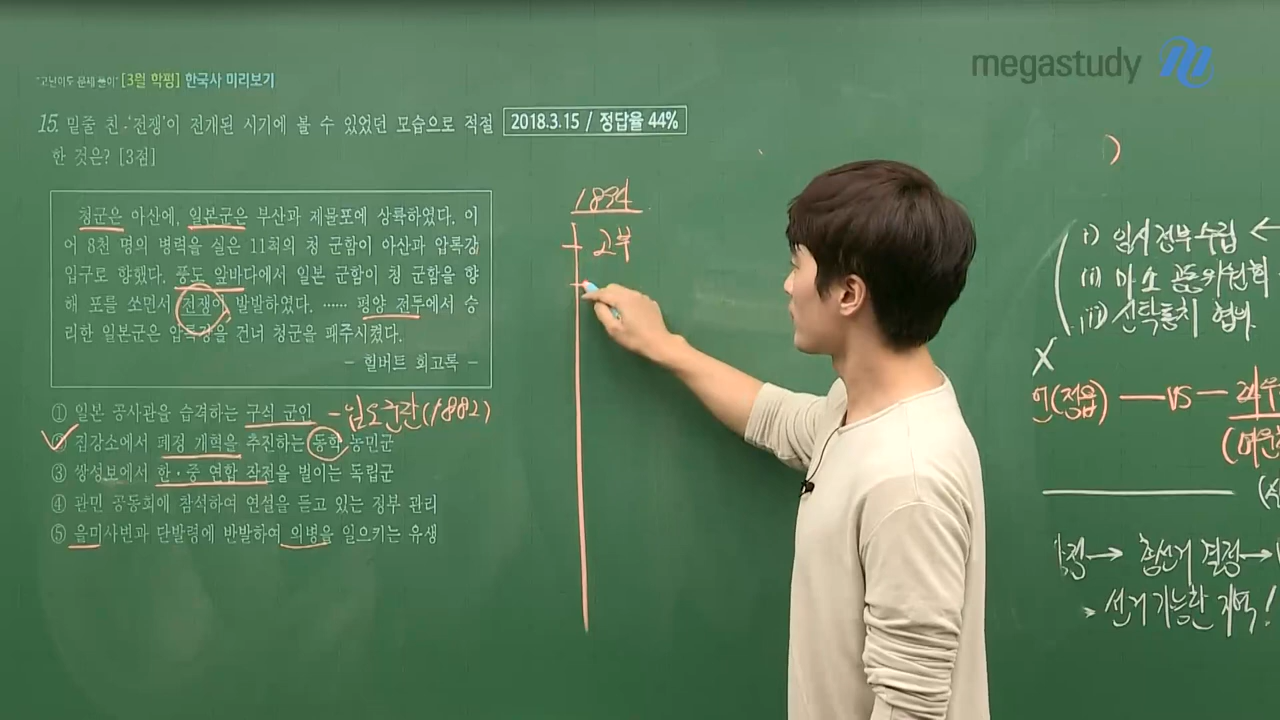 megastudy
"고난이도 문제 풀이" [3월 학평] 한국사 미리보기
15. 밑줄 친 '전쟁'이 전개된 시기에 볼 수 있었던 모습으로 적절
한 것은? [3점]
2018.3.15 / 정답율 44%
청군은 아산에, 일본군은 부산과 제물포에 상륙하였다. 이
어 8천 명의 병력을 실은 11척의 청 군함이 아산과 압록강
입구로 향했다. 풍도 앞바다에서 일본 군함이 청 군함을 향
해 포를 쏘면서 전쟁이 발발하였다. …… 평양 전투에서 승
리한 일본군은 압록강을 건너 청군을 패주시켰다.
- 헐버트 회고록 -
① 일본 공사관을 습격하는 구식 군인 - 임오군란(1882)
② 집강소에서 폐정 개혁을 추진하는 동학 농민군
③ 쌍성보에서 한·중 연합 작전을 벌이는 독립군
④ 관민 공동회에 참석하여 연설을 듣고 있는 정부 관리
⑤ 을미사변과 단발령에 반발하여 의병을 일으키는 유생
1894
2부
i) 임시정부수립 ←
ii) 미소 공동위원회
iii) 신탁통치 협의
X
(정읍) — VS —
→ 총선거 결정 →
선거 가능한 지역!